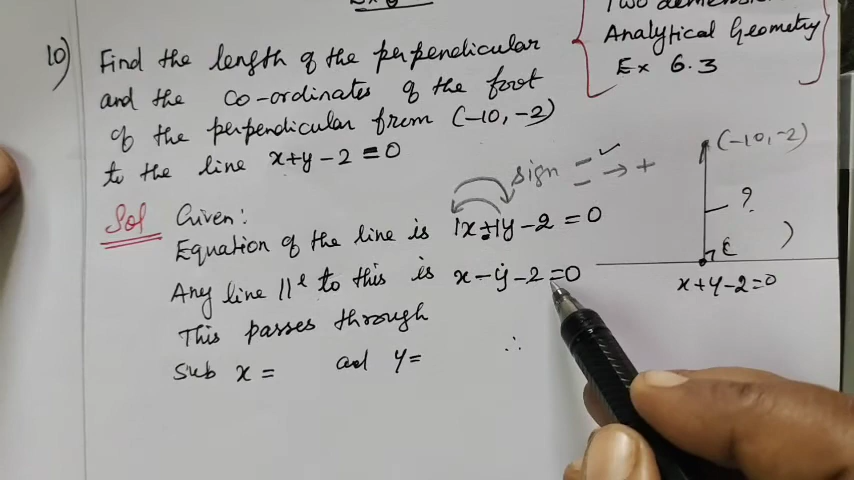 Two dimension
Analytical Geometry
Ex 6.3
10) Find the length of the perpendicular
and the co-ordinates of the foot
of the perpendicular from (-10, -2)
to the line x+y-2=0
sign = ✓
= → +
(-10, -2)
?
x+y-2=0
Sol Given:
Equation of the line is 1x+1y-2=0
Any line ||l to this is x-y-2=0
This passes through
Sub x= ad y= ∴